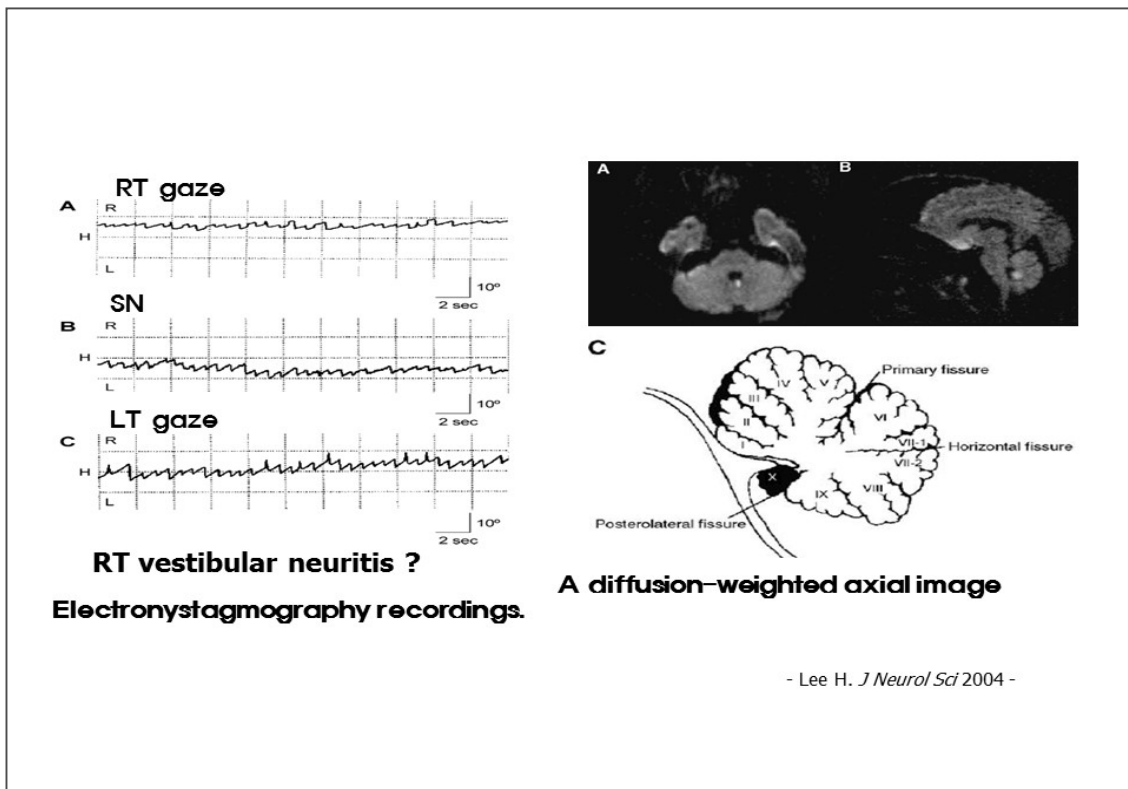 RT gaze
A
R
H
L
10°
2 sec
SN
B
R
H
L
10°
2 sec
LT gaze
C
R
H
L
10°
2 sec
RT vestibular neuritis ?
Electronystagmography recordings.
A
B
C
Primary fissure
IV
V
III
VI
II
VII-1
Horizontal fissure
I
VII-2
X
VIII
IX
Posterolateral fissure
A diffusion-weighted axial image
- Lee H. J Neurol Sci 2004 -